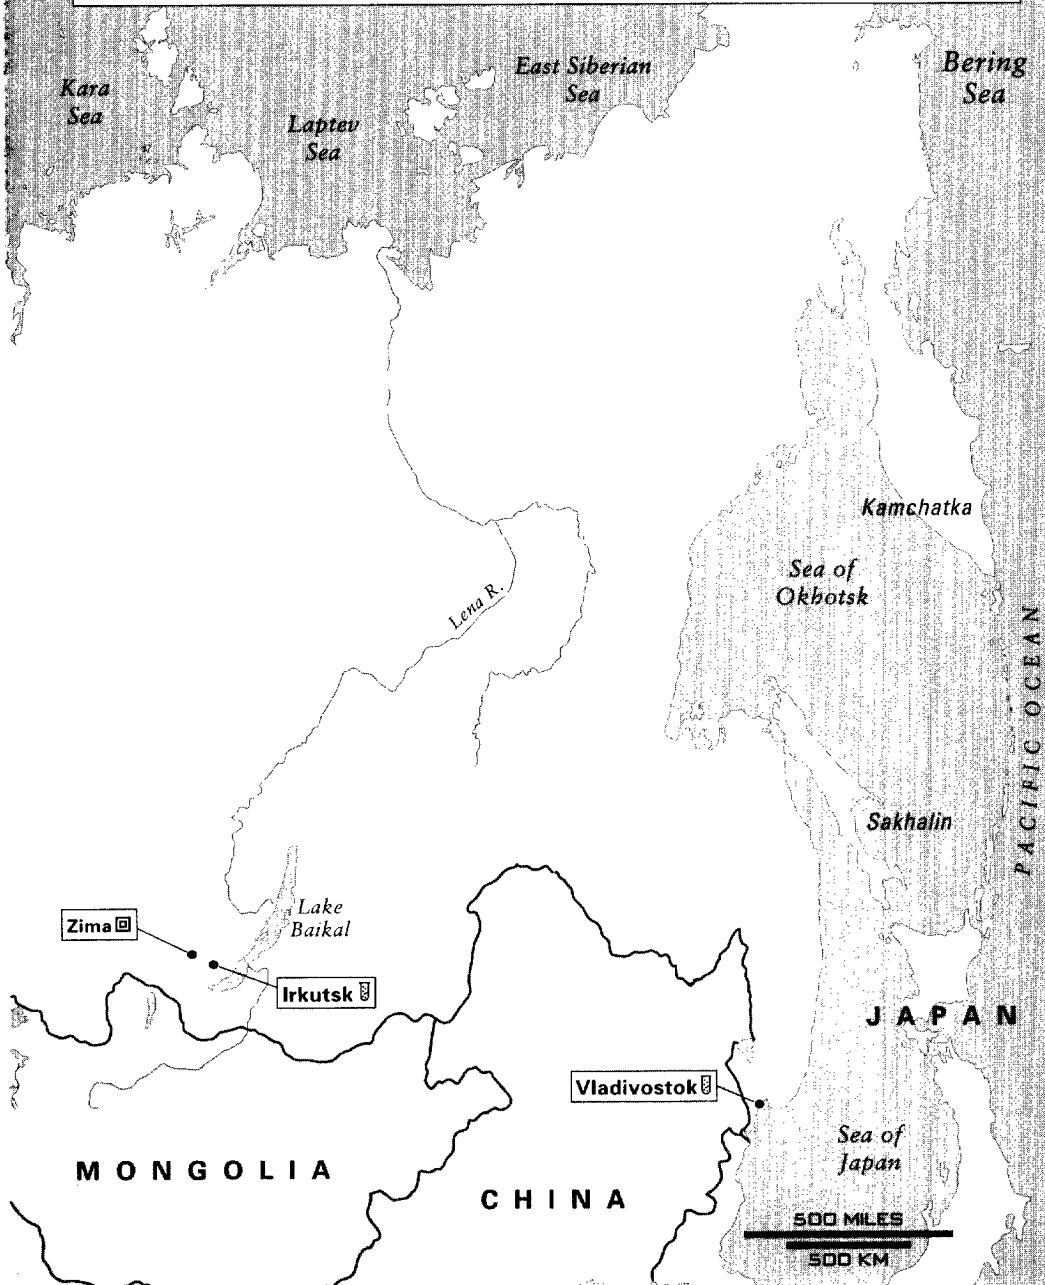 Kara
Sea
Laptev
Sea
East Siberian
Sea
Bering
Sea
Kamchatka
Sea of
Okhotsk
Lena R.
PACIFIC OCEAN
Sakhalin
Lake
Baikal
Zima
Irkutsk
JAPAN
Vladivostok
Sea of
Japan
MONGOLIA
CHINA
500 MILES
500 KM